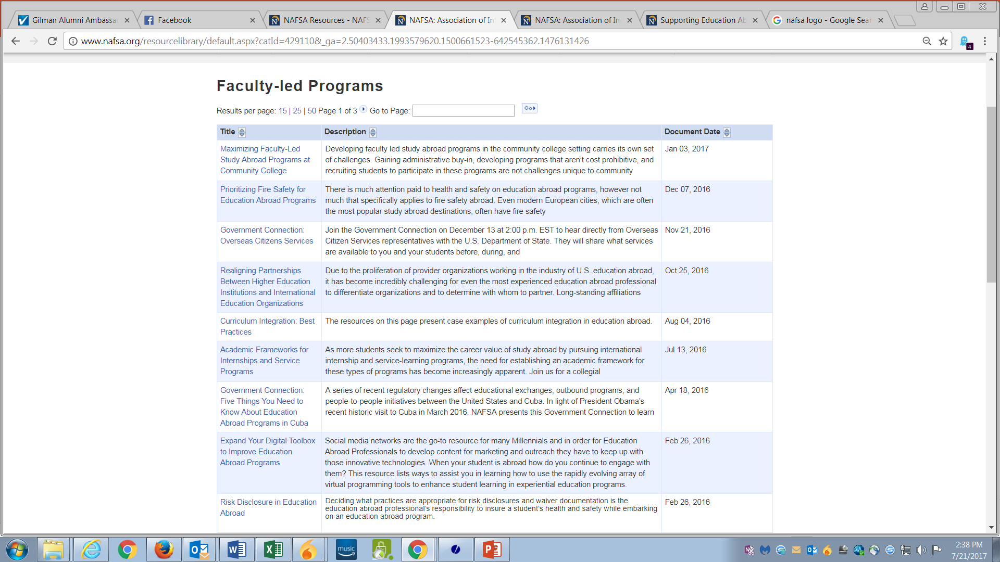 Gilman Alumni Ambassa
Facebook
NAFSA Resources - NAFS
NAFSA: Association of In
NAFSA: Association of In
Supporting Education Ab
nafsa logo - Google Sear
www.nafsa.org/resourcelibrary/default.aspx?catId=429110&_ga=2.50403433.1993579620.1500661523-642545362.1476131426
4
Faculty-led Programs
Results per page: 15 | 25 | 50 Page 1 of 3 Go to Page: Go
Title
Description
Document Date
Maximizing Faculty-Led
Study Abroad Programs at
Community College
Developing faculty led study abroad programs in the community college setting carries its own set
of challenges. Gaining administrative buy-in, developing programs that aren’t cost prohibitive, and
recruiting students to participate in these programs are not challenges unique to community
Jan 03, 2017
Prioritizing Fire Safety for
Education Abroad Programs
There is much attention paid to health and safety on education abroad programs, however not
much that specifically applies to fire safety abroad. Even modern European cities, which are often
the most popular study abroad destinations, often have fire safety
Dec 07, 2016
Government Connection:
Overseas Citizens Services
Join the Government Connection on December 13 at 2:00 p.m. EST to hear directly from Overseas
Citizen Services representatives with the U.S. Department of State. They will share what services
are available to you and your students before, during, and
Nov 21, 2016
Realigning Partnerships
Between Higher Education
Institutions and International
Education Organizations
Due to the proliferation of provider organizations working in the industry of U.S. education abroad,
it has become incredibly challenging for even the most experienced education abroad professional
to differentiate organizations and to determine with whom to partner. Long-standing affiliations
Oct 25, 2016
Curriculum Integration: Best
Practices
The resources on this page present case examples of curriculum integration in education abroad.
Aug 04, 2016
Academic Frameworks for
Internships and Service
Programs
As more students seek to maximize the career value of study abroad by pursuing international
internship and service-learning programs, the need for establishing an academic framework for
these types of programs has become increasingly apparent. Join us for a collegial
Jul 13, 2016
Government Connection:
Five Things You Need to
Know About Education
Abroad Programs in Cuba
A series of recent regulatory changes affect educational exchanges, outbound programs, and
people-to-people initiatives between the United States and Cuba. In light of President Obama’s
recent historic visit to Cuba in March 2016, NAFSA presents this Government Connection to learn
Apr 18, 2016
Expand Your Digital Toolbox
to Improve Education
Abroad Programs
Social media networks are the go-to resource for many Millennials and in order for Education
Abroad Professionals to develop content for marketing and outreach they have to keep up with
those innovative technologies. When your student is abroad how do you continue to engage with
them? This resource lists ways to assist you in learning how to use the rapidly evolving array of
virtual programming tools to enhance student learning in experiential education programs.
Feb 26, 2016
Risk Disclosure in Education
Abroad
Deciding what practices are appropriate for risk disclosures and waiver documentation is the
education abroad professional’s responsibility to insure a student’s health and safety while embarking
on an education abroad program.
Feb 26, 2016
music
2:38 PM
7/21/2017